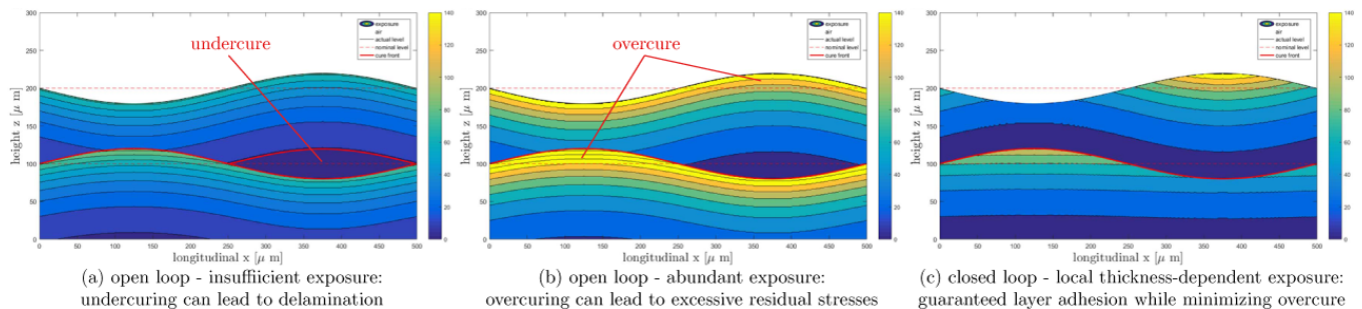 300
250
200
150
100
50
0
height z [μ m]
0 50 100 150 200 250 300 350 400 450 500
longitudinal x [μ m]
undercure
exposure
air
actual level
nominal level
cure front
140
120
100
80
60
40
20
0
(a) open loop - insufficient exposure:
undercuring can lead to delamination
300
250
200
150
100
50
0
height z [μ m]
0 50 100 150 200 250 300 350 400 450 500
longitudinal x [μ m]
overcure
exposure
air
actual level
nominal level
cure front
140
120
100
80
60
40
20
0
(b) open loop - abundant exposure:
overcuring can lead to excessive residual stresses
300
250
200
150
100
50
0
height z [μ m]
0 50 100 150 200 250 300 350 400 450 500
longitudinal x [μ m]
exposure
air
actual level
nominal level
cure front
140
120
100
80
60
40
20
0
(c) closed loop - local thickness-dependent exposure:
guaranteed layer adhesion while minimizing overcure